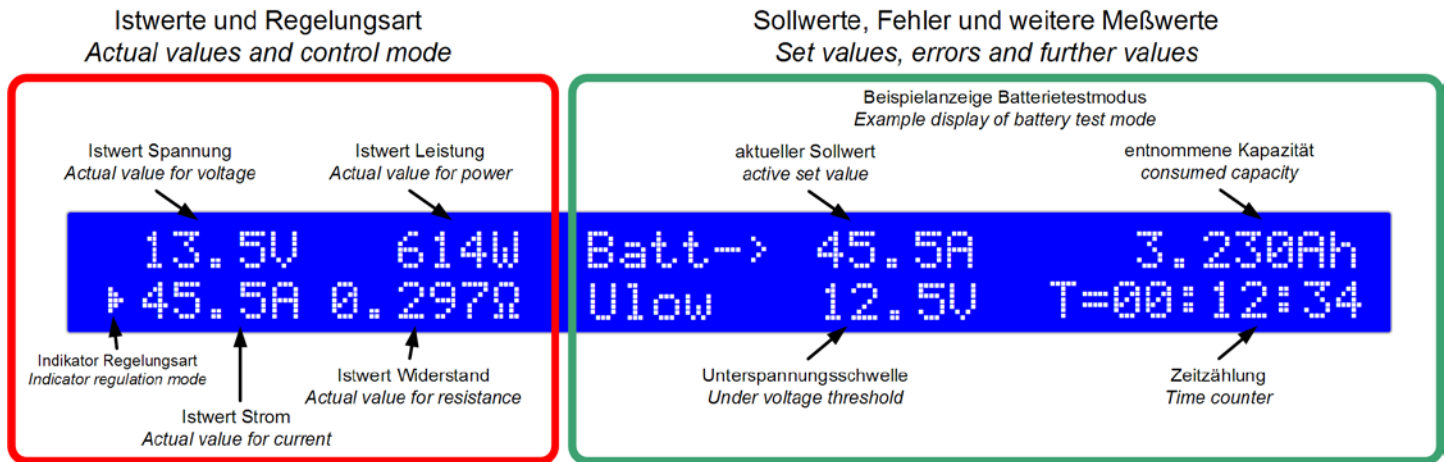 Istwerte und Regelungsart
Actual values and control mode
Sollwerte, Fehler und weitere Meßwerte
Set values, errors and further values
Beispielanzeige Batterietestmodus
Example display of battery test mode
Istwert Spannung
Actual value for voltage
Istwert Leistung
Actual value for power
aktueller Sollwert
active set value
entnommene Kapazität
consumed capacity
13.5V 614W Batt-> 45.5A 3.230Ah
45.5A 0.297Ω Ulow 12.5V T=00:12:34
Indikator Regelungsart
Indicator regulation mode
Istwert Strom
Actual value for current
Istwert Widerstand
Actual value for resistance
Unterspannungsschwelle
Under voltage threshold
Zeitzählung
Time counter